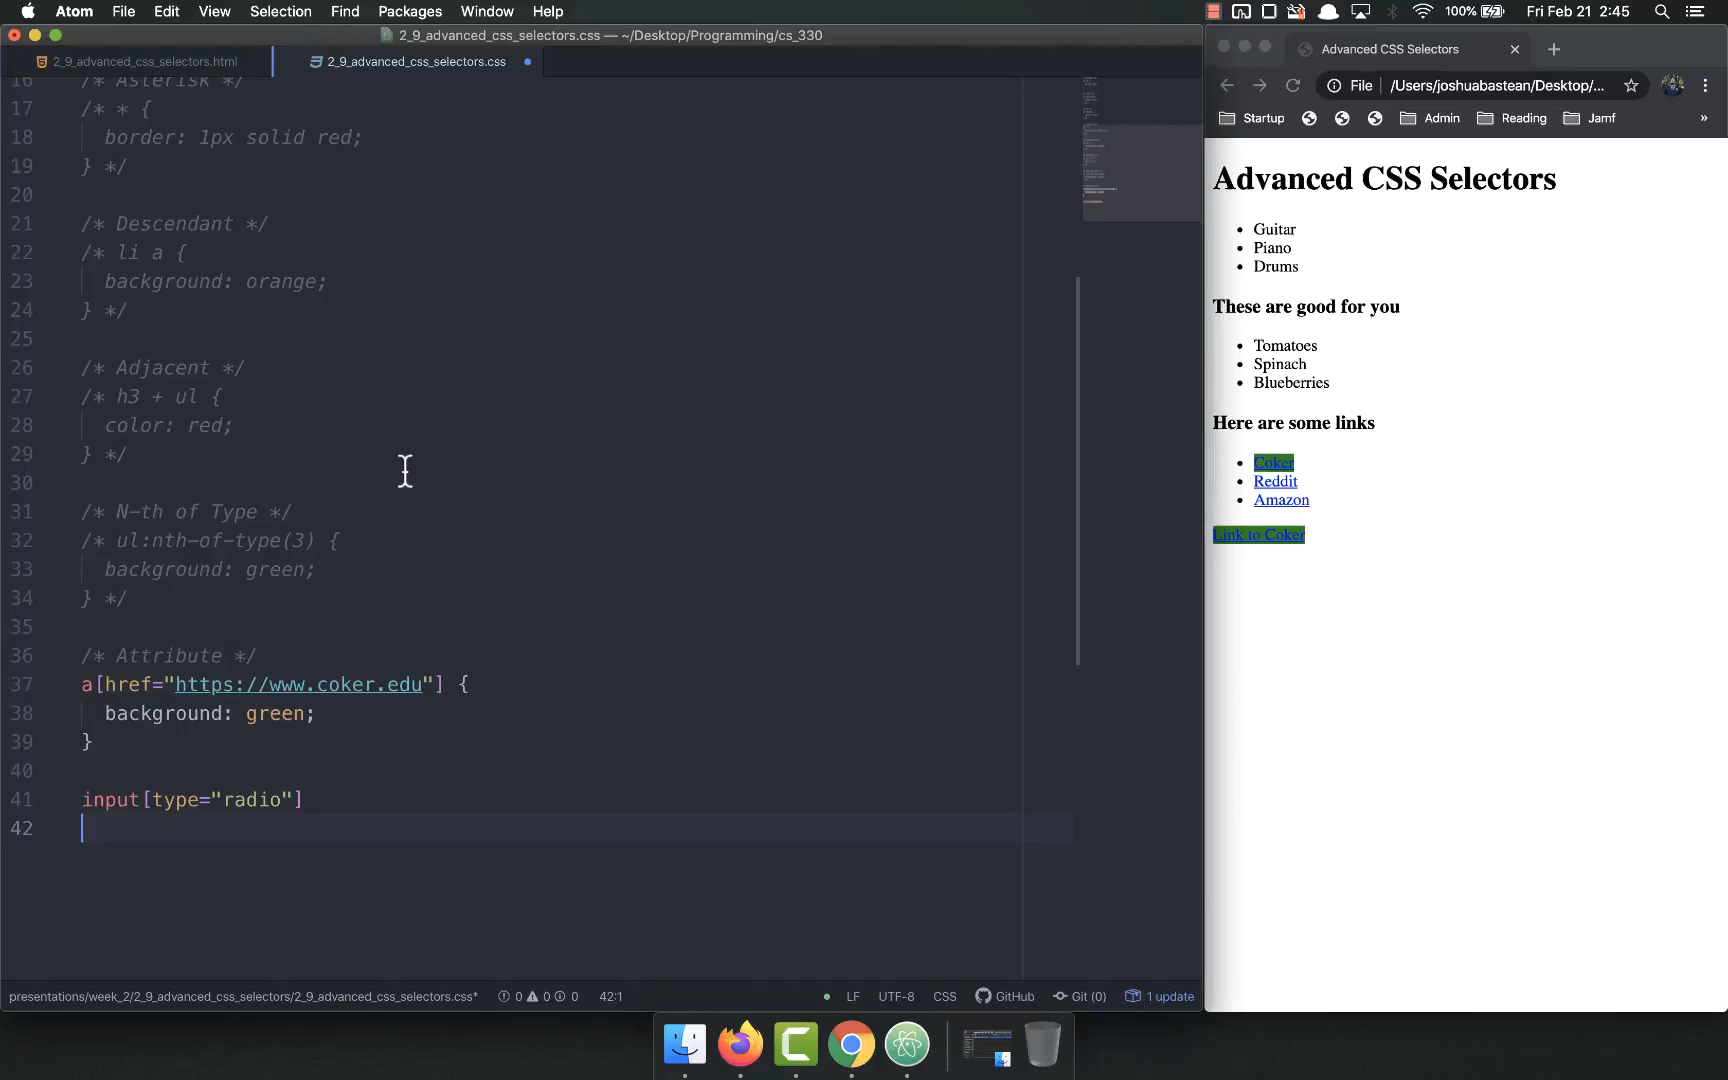 Atom File Edit View Selection Find Packages Window Help 100% Fri Feb 21 2:45
2_9_advanced_css_selectors.css — ~/Desktop/Programming/cs_330
2_9_advanced_css_selectors.html 2_9_advanced_css_selectors.css
16 /* Asterisk */
17 /* * {
18 border: 1px solid red;
19 } */
20
21 /* Descendant */
22 /* li a {
23 background: orange;
24 } */
25
26 /* Adjacent */
27 /* h3 + ul {
28 color: red;
29 } */
30
31 /* N-th of Type */
32 /* ul:nth-of-type(3) {
33 background: green;
34 } */
35
36 /* Attribute */
37 a[href="https://www.coker.edu"] {
38 background: green;
39 }
40
41 input[type="radio"]
42
presentations/week_2/2_9_advanced_css_selectors/2_9_advanced_css_selectors.css* 0 0 0 42:1 LF UTF-8 CSS GitHub Git (0) 1 update
Advanced CSS Selectors
File /Users/joshuabastean/Desktop/...
Startup Admin Reading Jamf »
Advanced CSS Selectors
• Guitar
• Piano
• Drums
These are good for you
• Tomatoes
• Spinach
• Blueberries
Here are some links
• Coker
• Reddit
• Amazon
Link to Coker